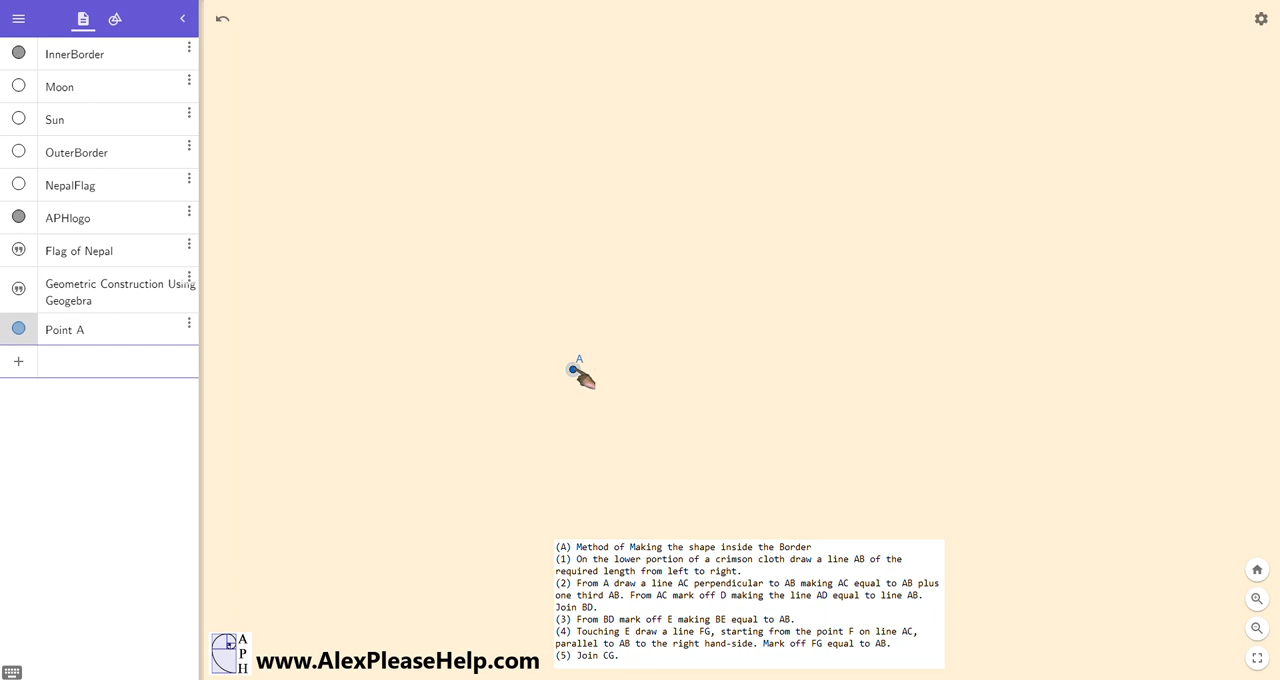 InnerBorder
Moon
Sun
OuterBorder
NepalFlag
APHlogo
Flag of Nepal
Geometric Construction Using
Geogebra
Point A
A
(A) Method of Making the shape inside the Border
(1) On the lower portion of a crimson cloth draw a line AB of the
required length from left to right.
(2) From A draw a line AC perpendicular to AB making AC equal to AB plus
one third AB. From AC mark off D making the line AD equal to line AB.
Join BD.
(3) From BD mark off E making BE equal to AB.
(4) Touching E draw a line FG, starting from the point F on line AC,
parallel to AB to the right hand-side. Mark off FG equal to AB.
(5) Join CG.
A
P
H
www.AlexPleaseHelp.com